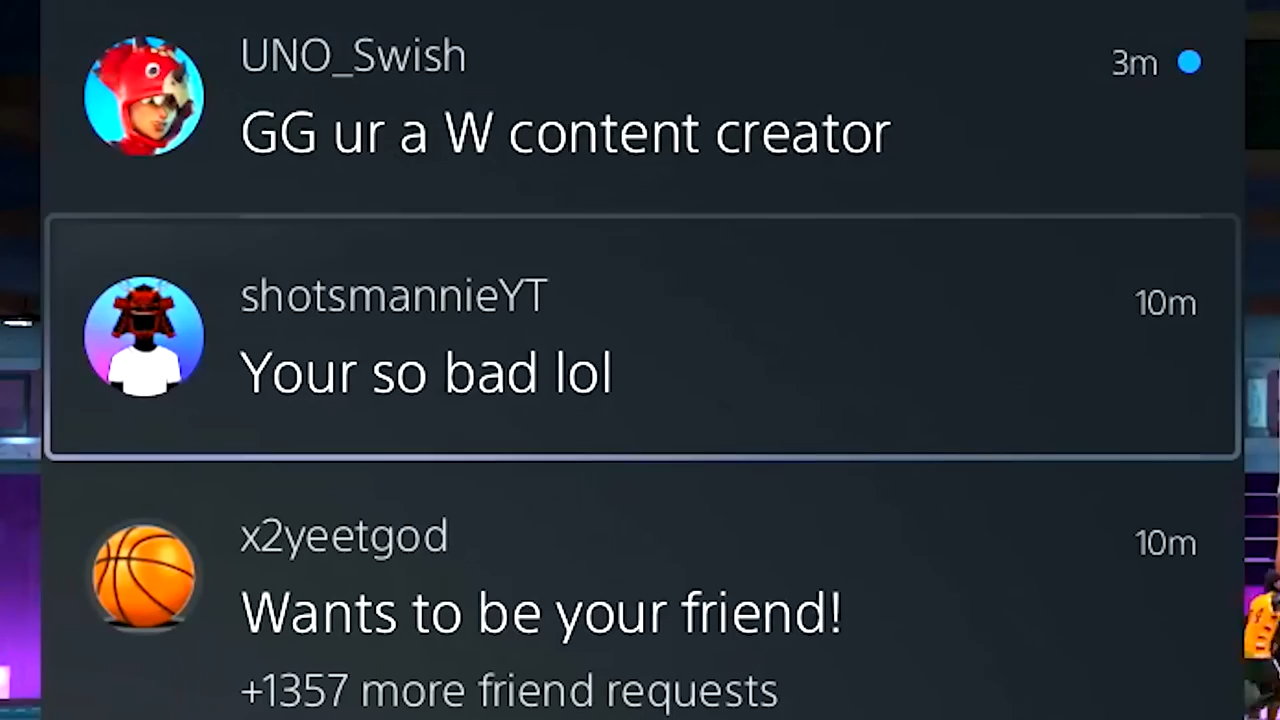 UNO_Swish
3m
GG ur a W content creator
shotsmannieYT
10m
Your so bad lol
x2yeetgod
10m
Wants to be your friend!
+1357 more friend requests